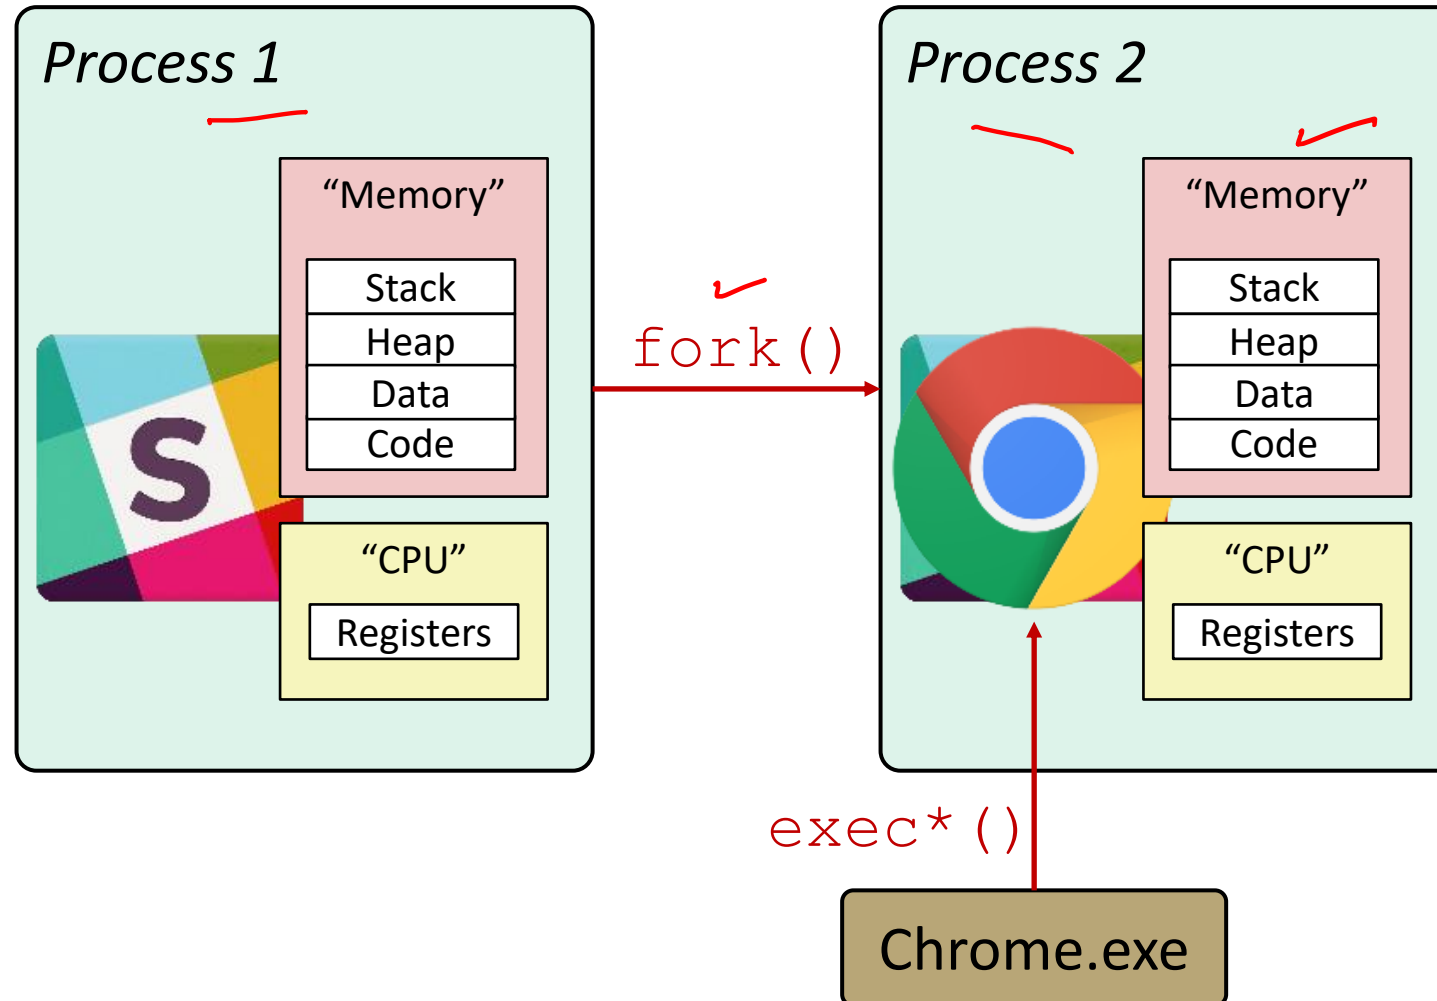 Process 1
“Memory”
Stack
Heap
Data
Code
S
“CPU”
Registers
fork()
Process 2
“Memory”
Stack
Heap
Data
Code
“CPU”
Registers
exec*()
Chrome.exe